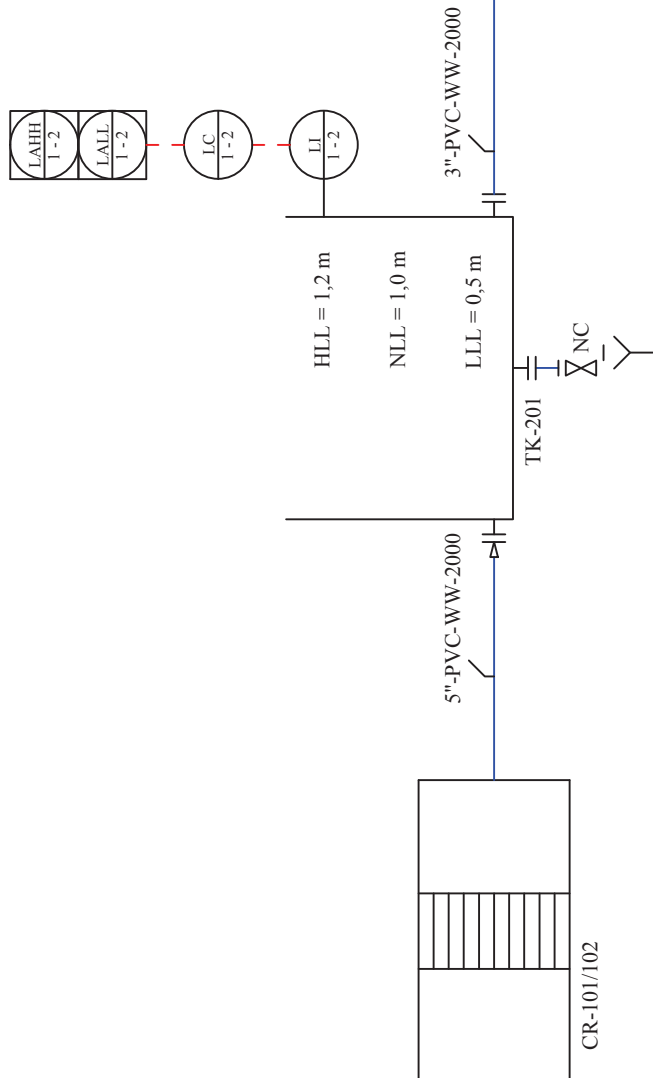 LAHH
1 - 2
LALL
1 - 2
LC
1 - 2
LI
1 - 2
3"-PVC-WW-2000
HLL = 1,2 m
NLL = 1,0 m
LLL = 0,5 m
NC
TK-201
5"-PVC-WW-2000
CR-101/102